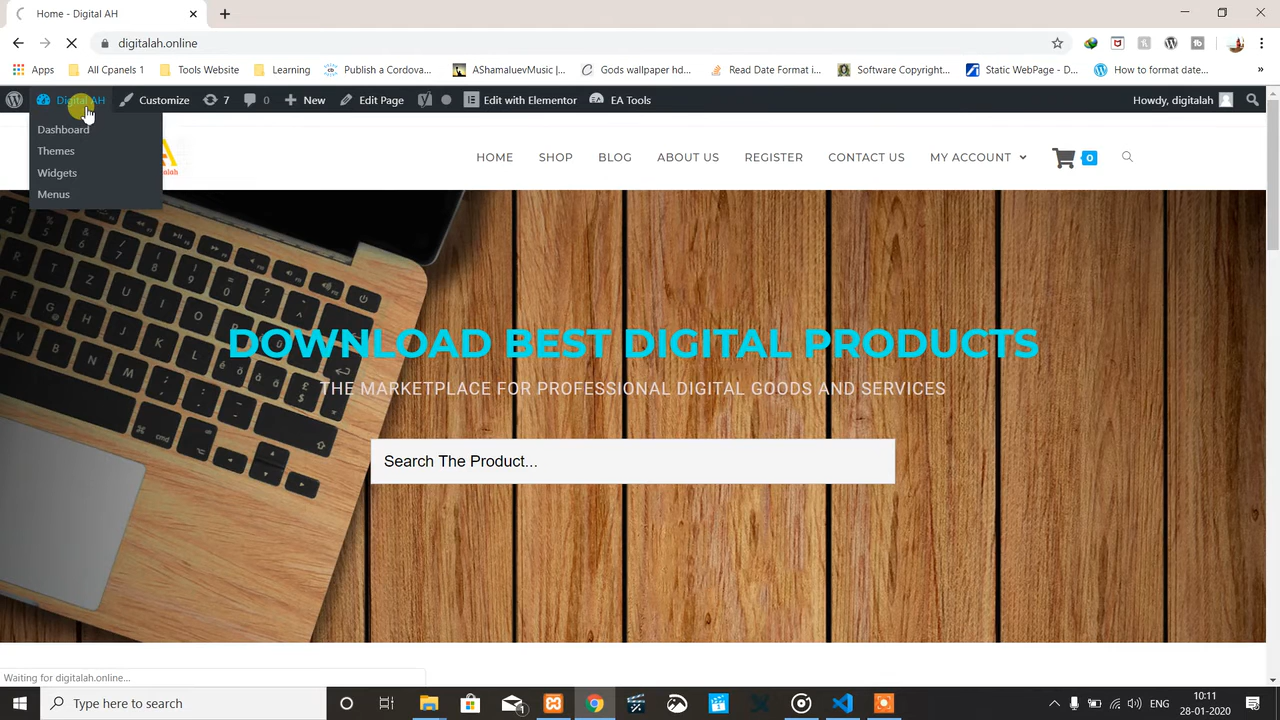 Home - Digital AH
digitalah.online
Apps All Cpanels 1 Tools Website Learning Publish a Cordova... AShamaluevMusic |... Gods wallpaper hd... Read Date Format i... Software Copyright... Static WebPage - D... How to format date...
Digital AH Customize 7 0 New Edit Page Edit with Elementor EA Tools Howdy, digitalah
Dashboard
Themes
Widgets
Menus
HOME SHOP BLOG ABOUT US REGISTER CONTACT US MY ACCOUNT 0
DOWNLOAD BEST DIGITAL PRODUCTS
THE MARKETPLACE FOR PROFESSIONAL DIGITAL GOODS AND SERVICES
Search The Product...
Waiting for digitalah.online...
Type here to search
ENG
10:11
28-01-2020